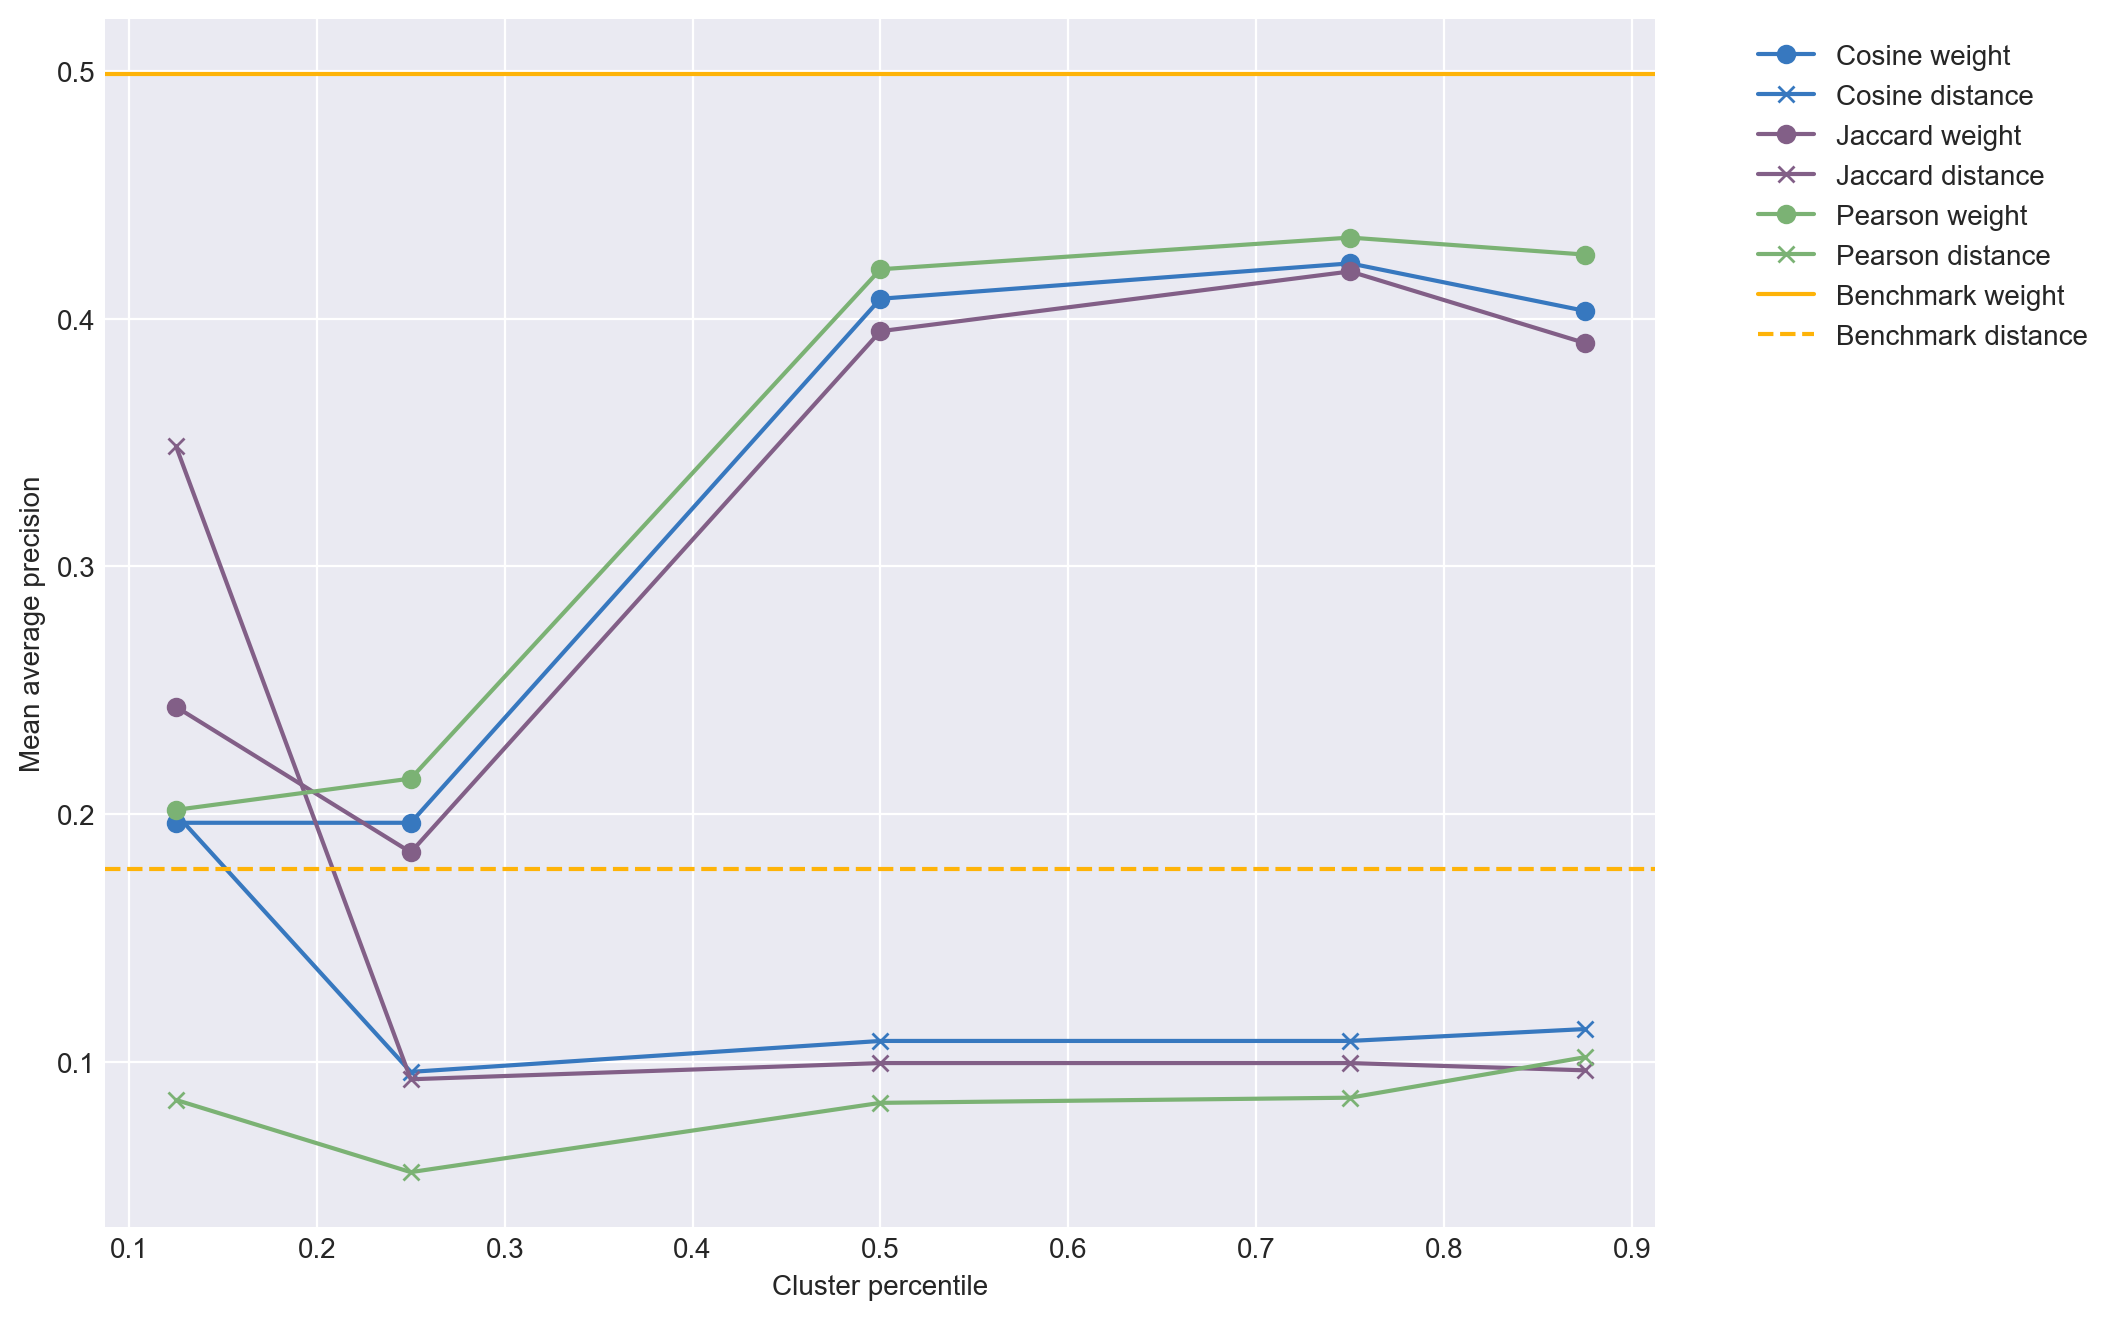 0.5
0.4
0.3
0.2
0.1
Mean average precision
0.1 0.2 0.3 0.4 0.5 0.6 0.7 0.8 0.9
Cluster percentile
Cosine weight
Cosine distance
Jaccard weight
Jaccard distance
Pearson weight
Pearson distance
Benchmark weight
Benchmark distance